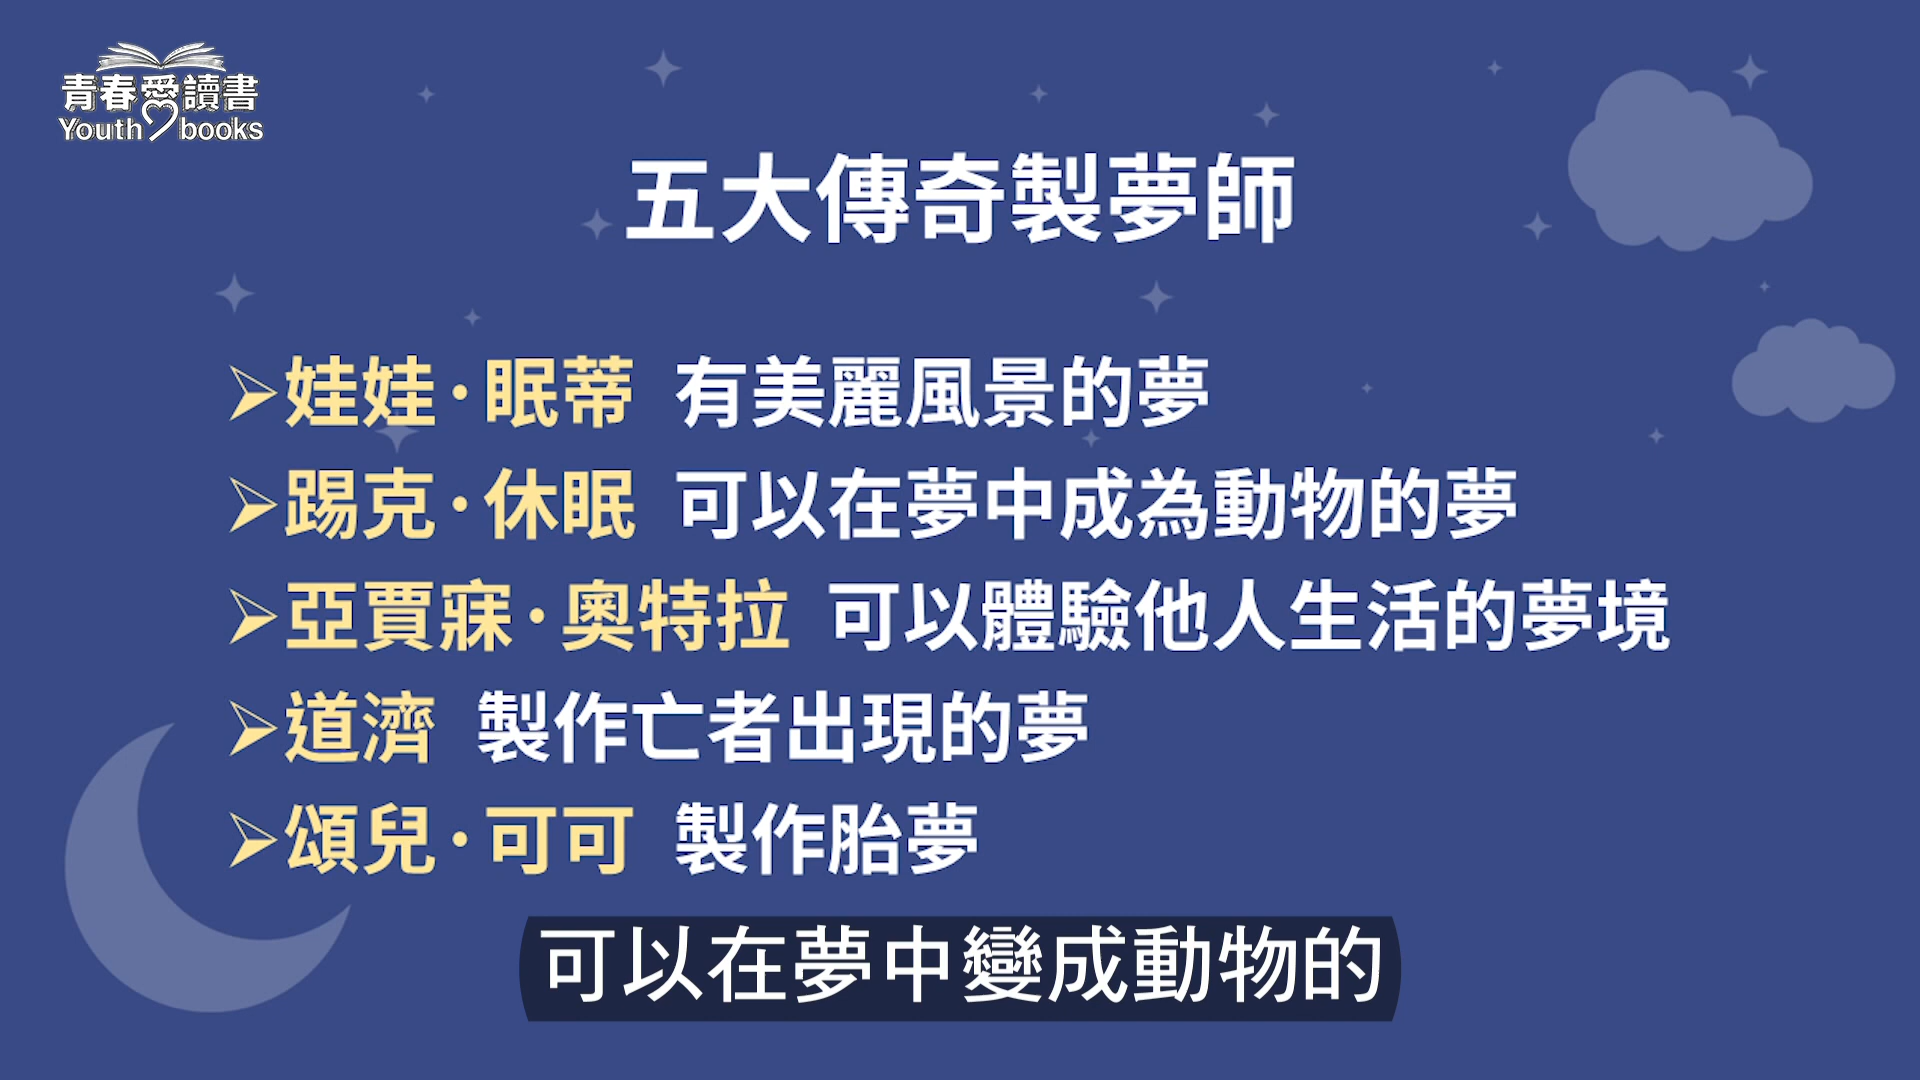 青春愛讀書
Youth books
五大傳奇製夢師
➢娃娃·眠蒂 有美麗風景的夢
➢踢克·休眠 可以在夢中成為動物的夢
➢亞賈寐·奧特拉 可以體驗他人生活的夢境
➢道濟 製作亡者出現的夢
➢頌兒·可可 製作胎夢
可以在夢中變成動物的